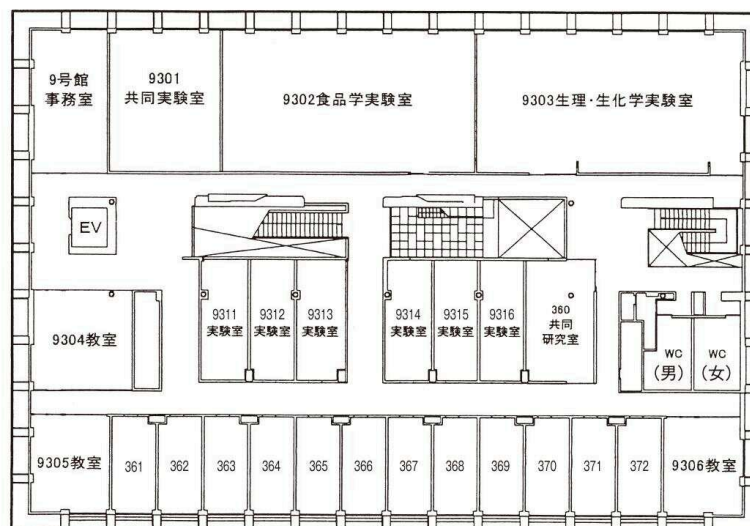 9号館
事務室
9301
共同実験室
9302食品学実験室
9303生理・生化学実験室
EV
9304教室
9311
実験室
9312
実験室
9313
実験室
9314
実験室
9315
実験室
9316
実験室
360
共同
研究室
WC
(男)
WC
(女)
9305教室
361
362
363
364
365
366
367
368
369
370
371
372
9306教室